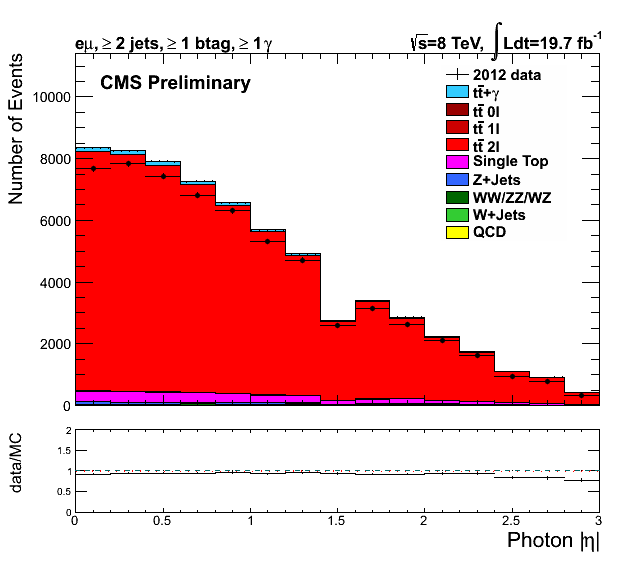 eμ, ≥ 2 jets, ≥ 1 btag, ≥ 1 γ
√s=8 TeV, ∫Ldt=19.7 fb⁻¹
CMS Preliminary
2012 data
tt̄+γ
tt̄ 0l
tt̄ 1l
tt̄ 2l
Single Top
Z+Jets
WW/ZZ/WZ
W+Jets
QCD
Number of Events
10000
8000
6000
4000
2000
0
data/MC
2
1.5
1
0.5
0
0 0.5 1 1.5 2 2.5 3
Photon |η|